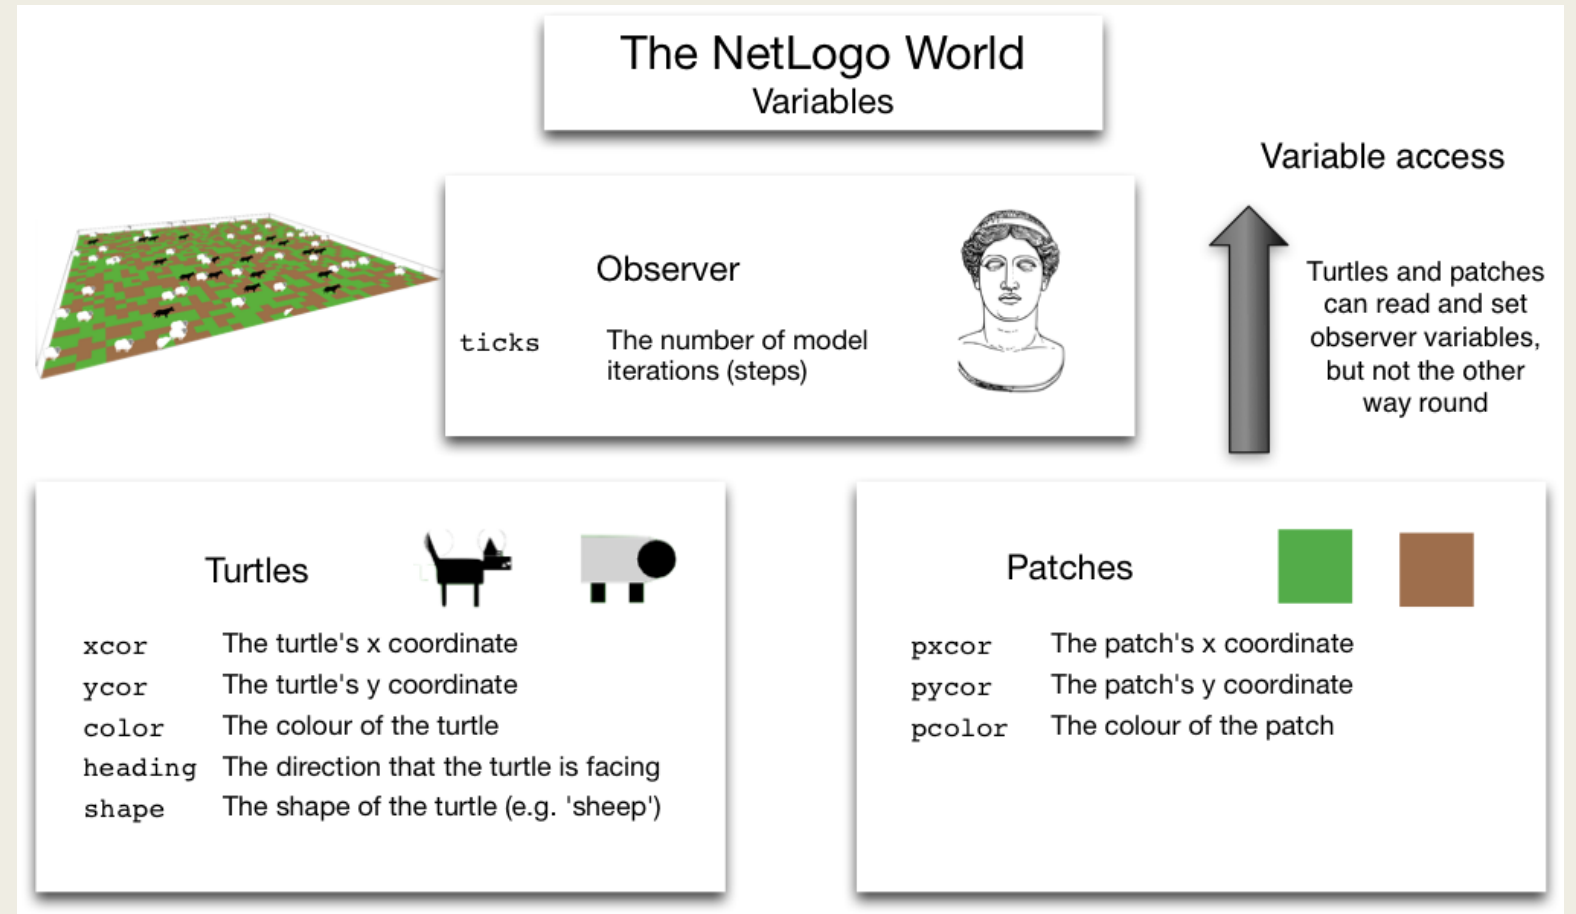 The NetLogo World
Variables
Variable access
Observer
ticks The number of model
iterations (steps)
Turtles and patches
can read and set
observer variables,
but not the other
way round
Turtles
xcor The turtle's x coordinate
ycor The turtle's y coordinate
color The colour of the turtle
heading The direction that the turtle is facing
shape The shape of the turtle (e.g. 'sheep')
Patches
pxcor The patch's x coordinate
pycor The patch's y coordinate
pcolor The colour of the patch